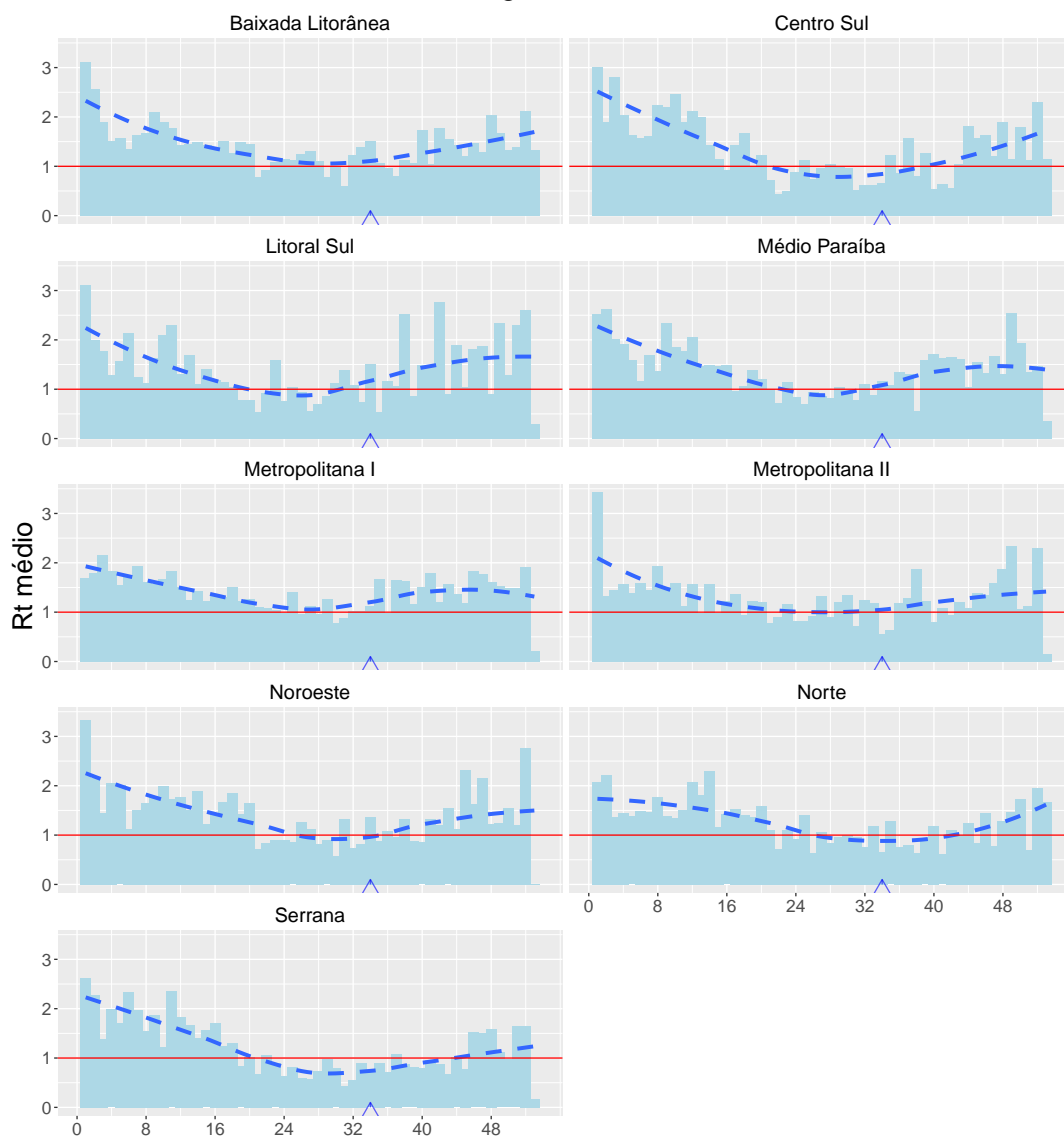 Baixada Litorânea
Centro Sul
3
2
1
0
Litoral Sul
Médio Paraíba
3
2
1
0
Metropolitana I
Metropolitana II
3
2
1
0
Rt médio
Noroeste
Norte
3
2
1
0
0 8 16 24 32 40 48
Serrana
3
2
1
0
0 8 16 24 32 40 48